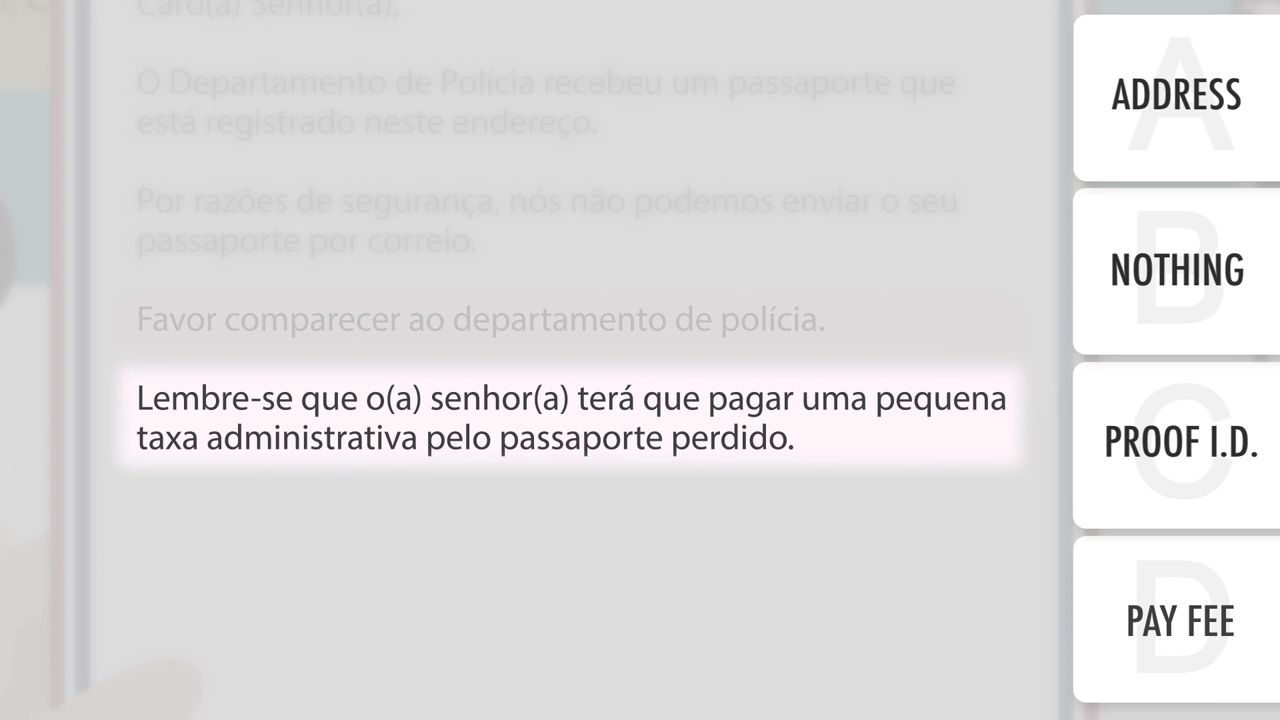 Caro(a) Senhor(a),
O Departamento de Polícia recebeu um passaporte que
está registrado neste endereço.
Por razões de segurança, nós não podemos enviar o seu
passaporte por correio.
Favor comparecer ao departamento de polícia.
Lembre-se que o(a) senhor(a) terá que pagar uma pequena
taxa administrativa pelo passaporte perdido.
A
ADDRESS
B
NOTHING
C
PROOF I.D.
D
PAY FEE